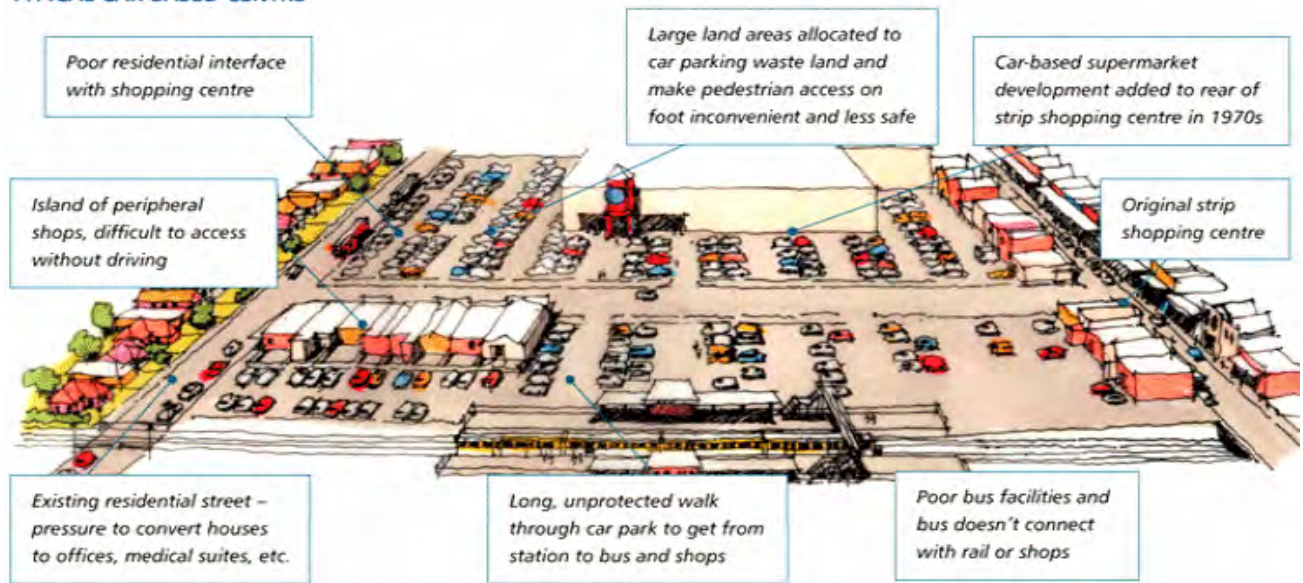 Poor residential interface
with shopping centre
Large land areas allocated to
car parking waste land and
make pedestrian access on
foot inconvenient and less safe
Car-based supermarket
development added to rear of
strip shopping centre in 1970s
Island of peripheral
shops, difficult to access
without driving
Original strip
shopping centre
Existing residential street –
pressure to convert houses
to offices, medical suites, etc.
Long, unprotected walk
through car park to get from
station to bus and shops
Poor bus facilities and
bus doesn't connect
with rail or shops